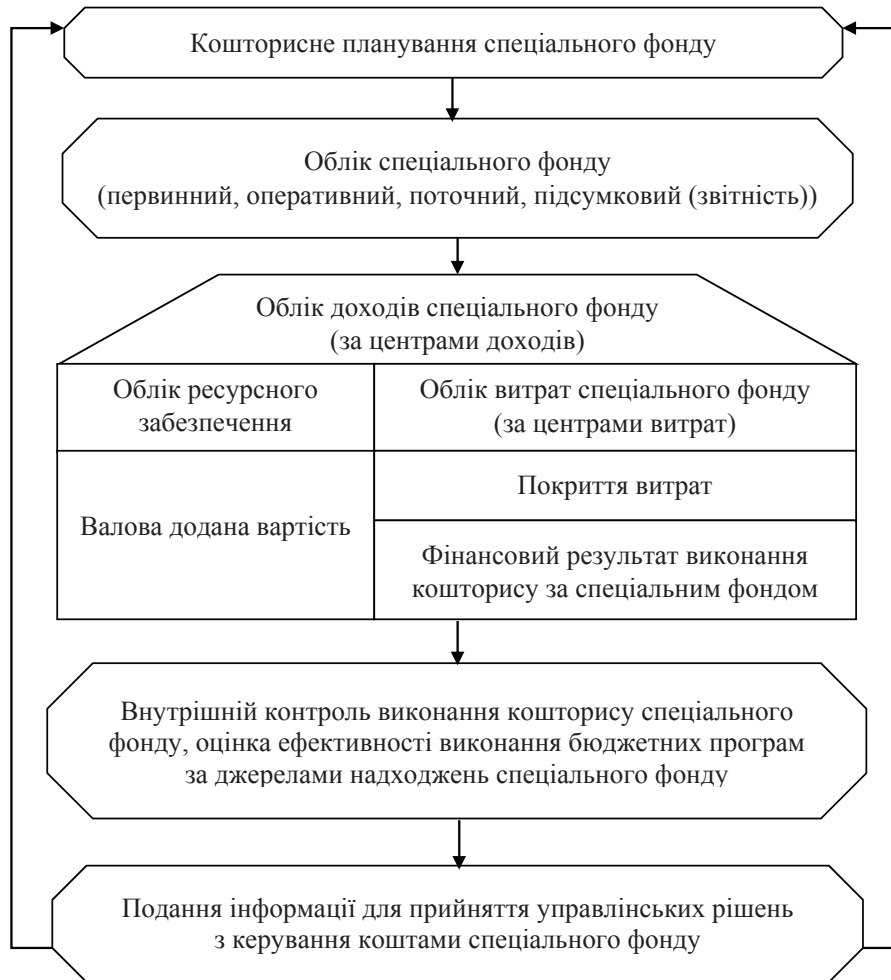 Кошторисне планування спеціального фонду
Облік спеціального фонду
(первинний, оперативний, поточний, підсумковий (звітність))
Облік доходів спеціального фонду
(за центрами доходів)
Облік ресурсного
забезпечення
Облік витрат спеціального фонду
(за центрами витрат)
Валова додана вартість
Покриття витрат
Фінансовий результат виконання
кошторису за спеціальним фондом
Внутрішній контроль виконання кошторису спеціального
фонду, оцінка ефективності виконання бюджетних програм
за джерелами надходжень спеціального фонду
Подання інформації для прийняття управлінських рішень
з керування коштами спеціального фонду